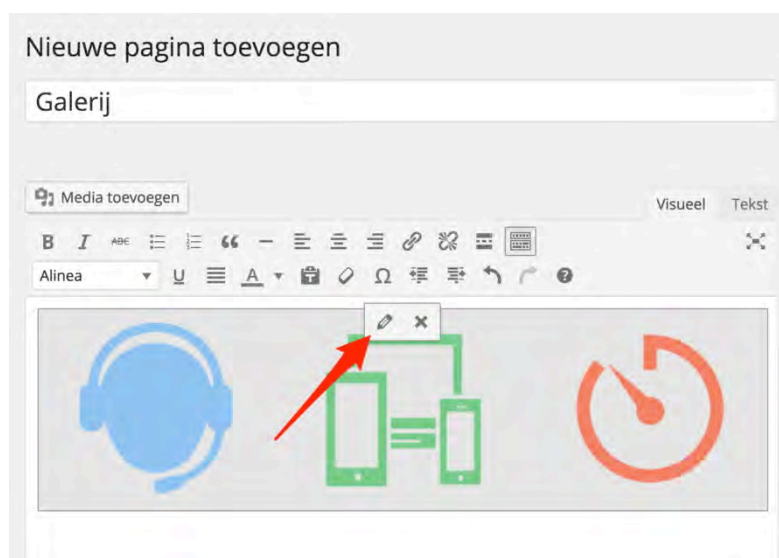 Nieuwe pagina toevoegen
Galerij
Media toevoegen
Visueel Tekst
B I ABC
Alinea U A Ω